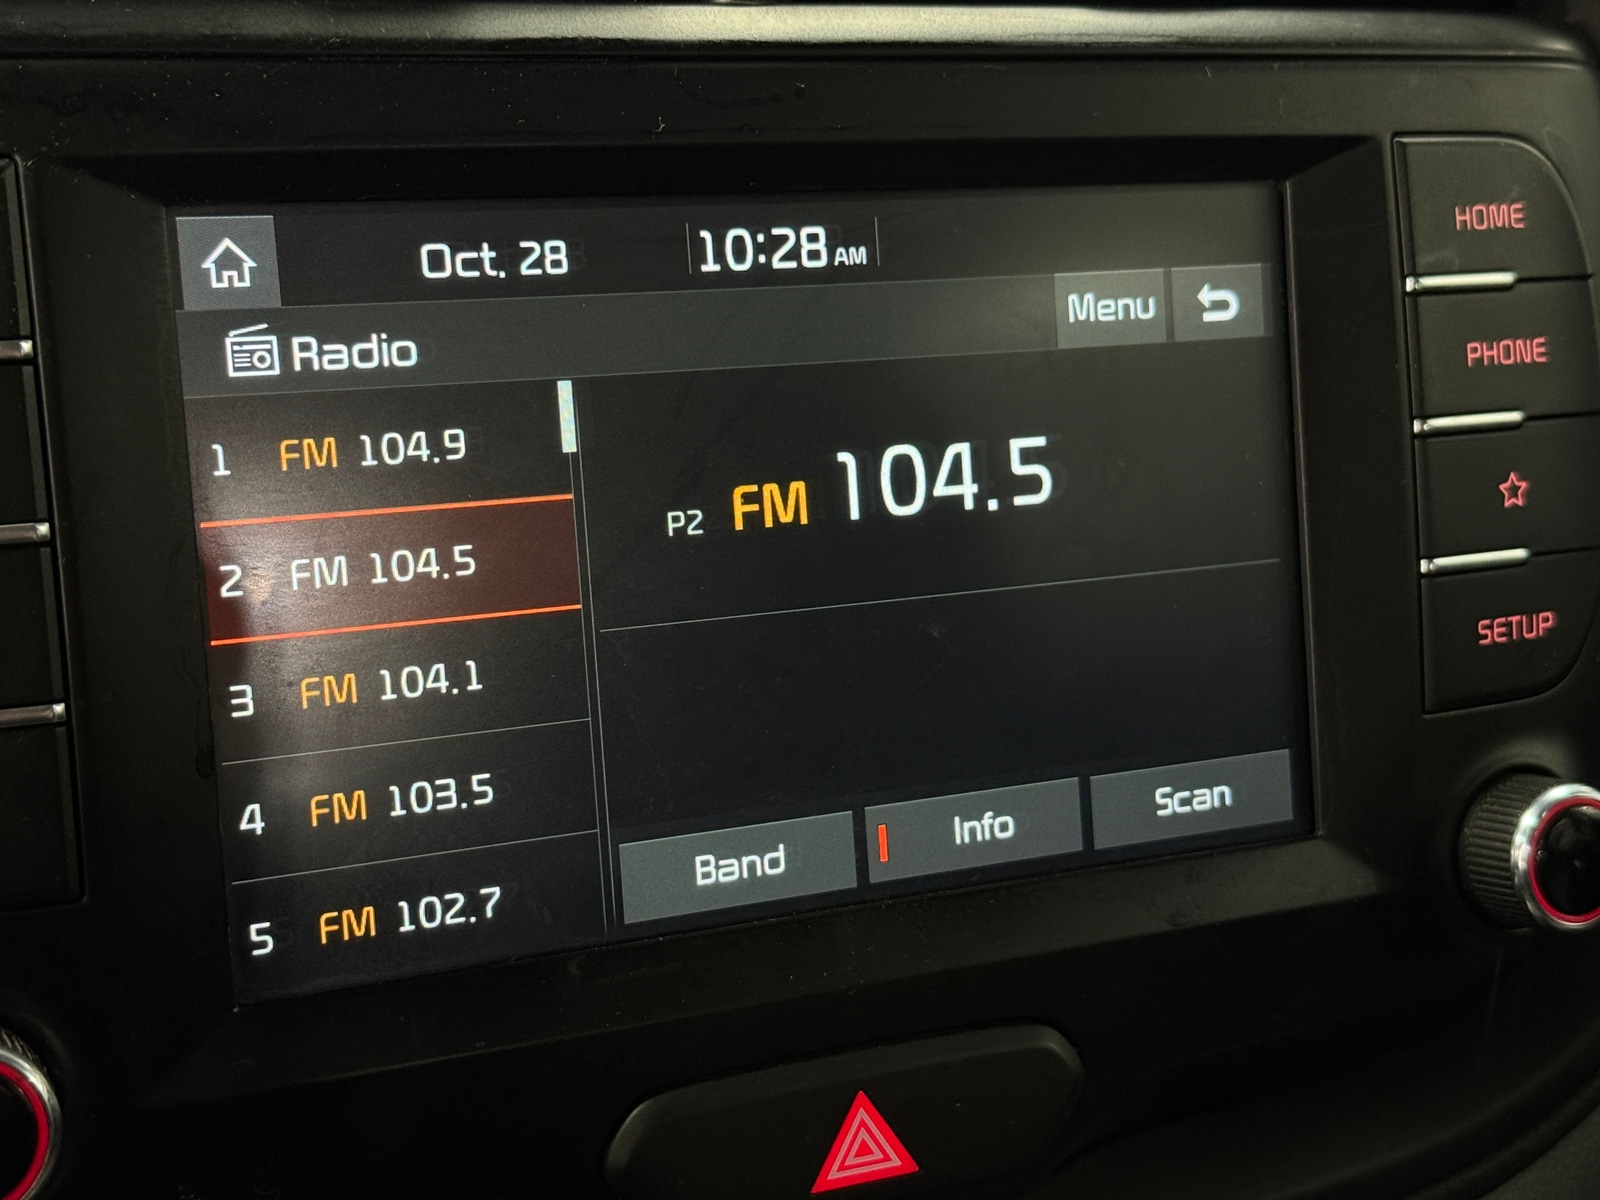 Oct. 28 10:28 AM
Menu
Radio
1 FM 104.9
2 FM 104.5
3 FM 104.1
4 FM 103.5
5 FM 102.7
P2 FM 104.5
Band Info Scan
HOME
PHONE
SETUP